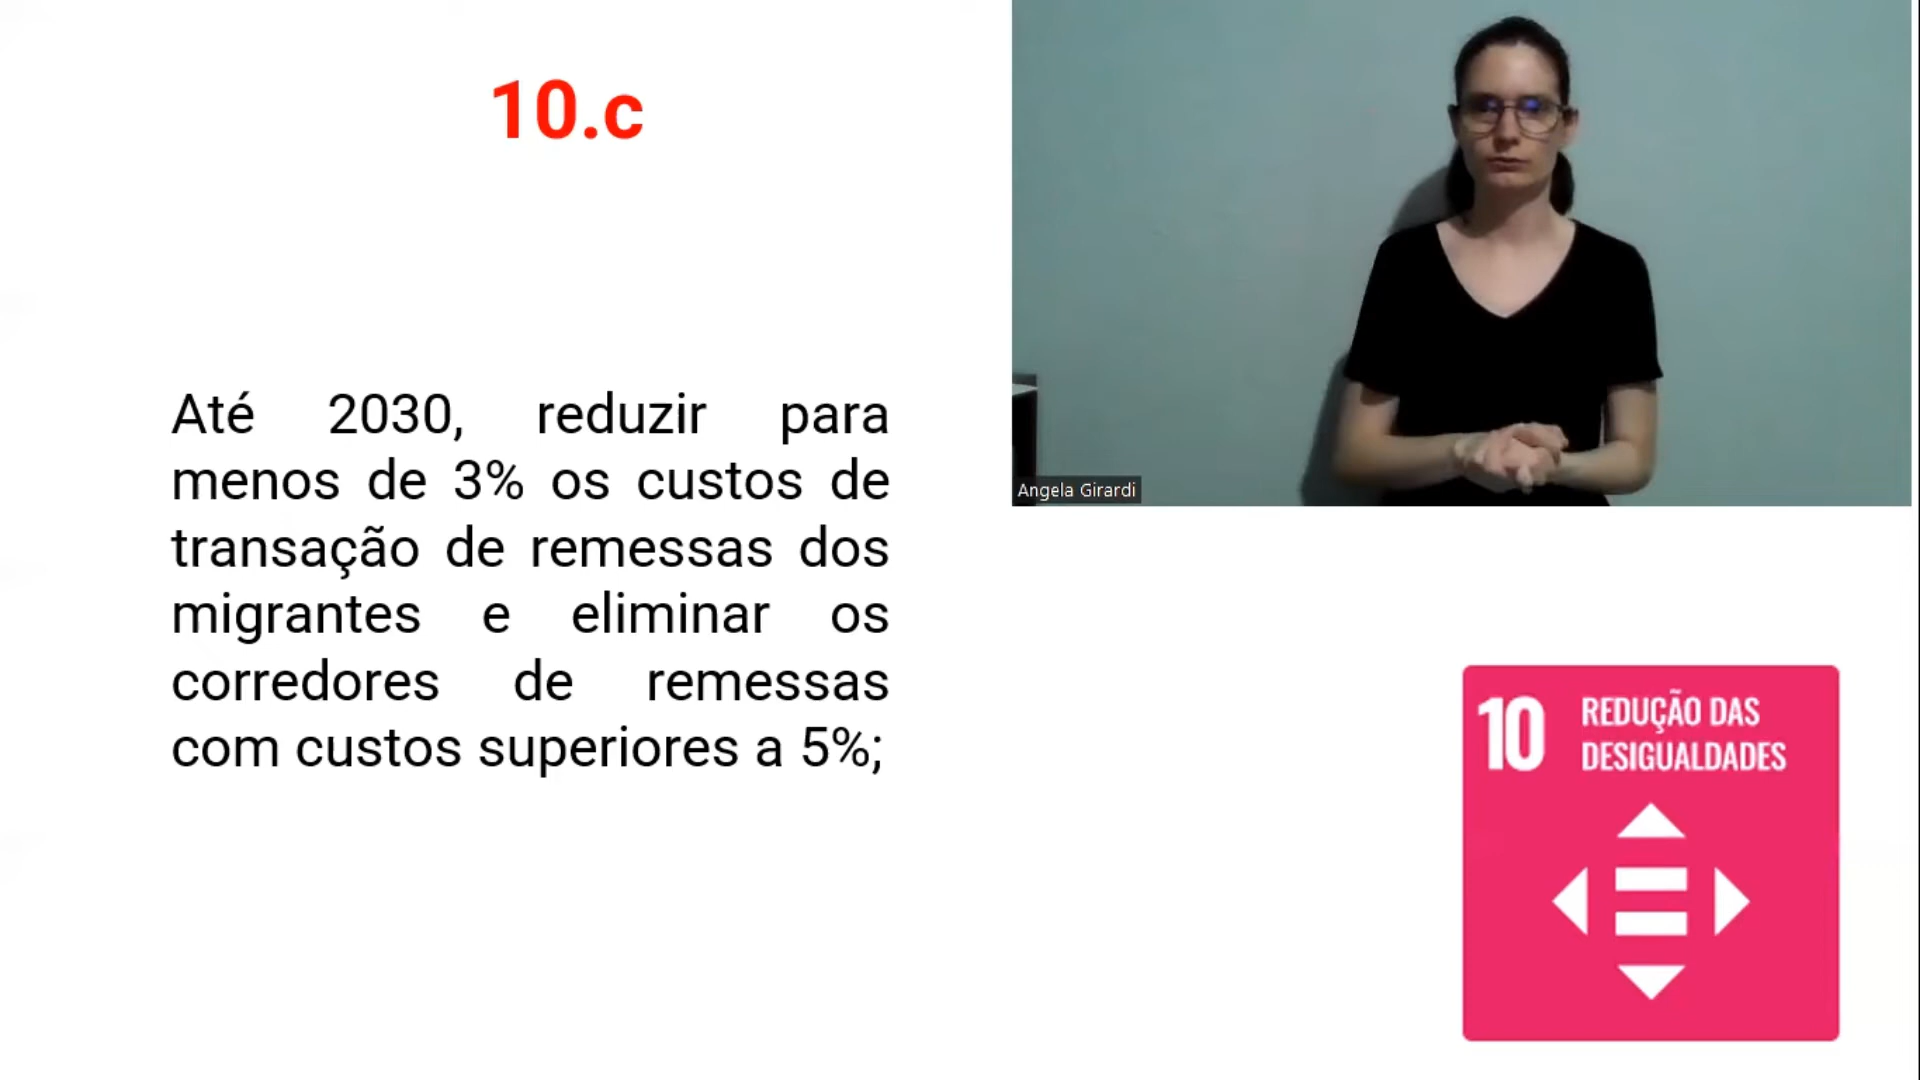 10.c
Até 2030, reduzir para
menos de 3% os custos de
transação de remessas dos
migrantes e eliminar os
corredores de remessas
com custos superiores a 5%;
Angela Girardi
10 REDUÇÃO DAS
DESIGUALDADES